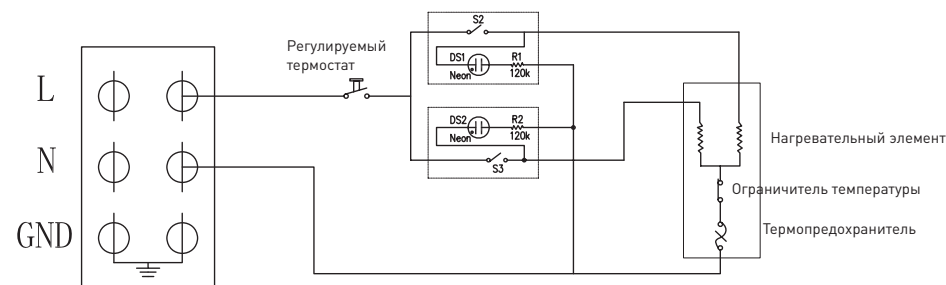 L
N
GND
Регулируемый
термостат
S2
DS1
R1
Neon
120k
DS2
R2
Neon
120k
S3
Нагревательный элемент
Ограничитель температуры
Термопредохранитель